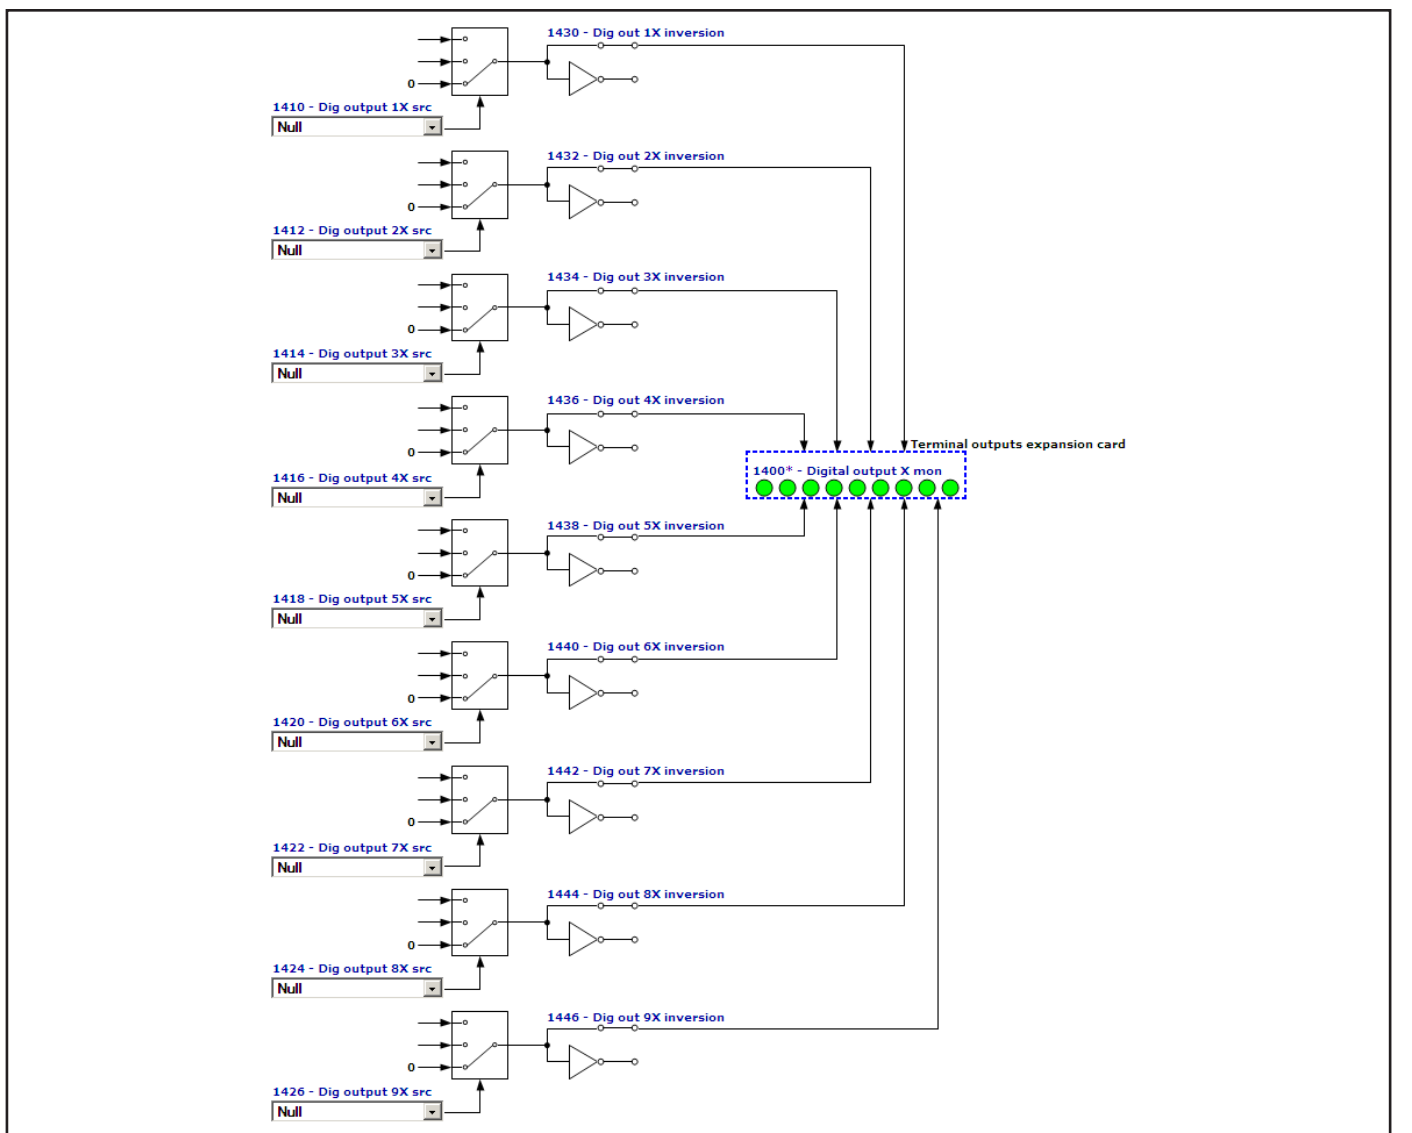 1430 - Dig out 1X inversion
0
1410 - Dig output 1X src
Null
1432 - Dig out 2X inversion
0
1412 - Dig output 2X src
Null
1434 - Dig out 3X inversion
0
1414 - Dig output 3X src
Null
1436 - Dig out 4X inversion
0
1416 - Dig output 4X src
Null
Terminal outputs expansion card
1400* - Digital output X mon
1438 - Dig out 5X inversion
0
1418 - Dig output 5X src
Null
1440 - Dig out 6X inversion
0
1420 - Dig output 6X src
Null
1442 - Dig out 7X inversion
0
1422 - Dig output 7X src
Null
1444 - Dig out 8X inversion
0
1424 - Dig output 8X src
Null
1446 - Dig out 9X inversion
0
1426 - Dig output 9X src
Null